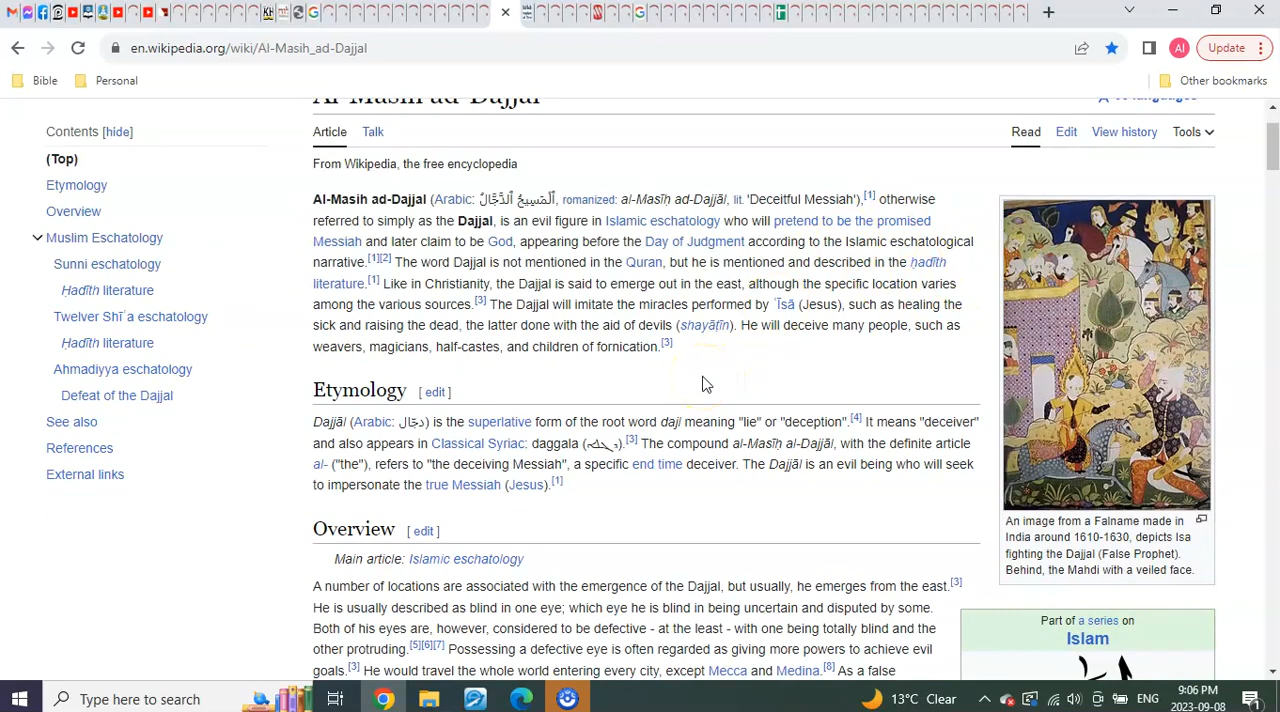 en.wikipedia.org/wiki/Al-Masih_ad-Dajjal
AI
Update
Bible
Personal
Other bookmarks
Al-Masih ad-Dajjal
Contents [hide]
(Top)
Etymology
Overview
Muslim Eschatology
Sunni eschatology
Ḥadīth literature
Twelver Shīʿa eschatology
Ḥadīth literature
Ahmadiyya eschatology
Defeat of the Dajjal
See also
References
External links
Article
Talk
Read
Edit
View history
Tools
From Wikipedia, the free encyclopedia
Al-Masih ad-Dajjal (Arabic: ٱلْمَسِيحُ ٱلدَّجَّالُ, romanized: al-Masīḥ ad-Dajjāl, lit. 'Deceitful Messiah'),[1] otherwise
referred to simply as the Dajjal, is an evil figure in Islamic eschatology who will pretend to be the promised
Messiah and later claim to be God, appearing before the Day of Judgment according to the Islamic eschatological
narrative.[1][2] The word Dajjal is not mentioned in the Quran, but he is mentioned and described in the ḥadīth
literature.[1] Like in Christianity, the Dajjal is said to emerge out in the east, although the specific location varies
among the various sources.[3] The Dajjal will imitate the miracles performed by ʿĪsā (Jesus), such as healing the
sick and raising the dead, the latter done with the aid of devils (shayāṭīn). He will deceive many people, such as
weavers, magicians, half-castes, and children of fornication.[3]
Etymology [ edit ]
Dajjāl (Arabic: دجّال) is the superlative form of the root word dajl meaning "lie" or "deception".[4] It means "deceiver"
and also appears in Classical Syriac: daggala (ܕܓܠܐ).[3] The compound al-Masīḥ al-Dajjāl, with the definite article
al- ("the"), refers to "the deceiving Messiah", a specific end time deceiver. The Dajjāl is an evil being who will seek
to impersonate the true Messiah (Jesus).[1]
Overview [ edit ]
Main article: Islamic eschatology
A number of locations are associated with the emergence of the Dajjal, but usually, he emerges from the east.[3]
He is usually described as blind in one eye; which eye he is blind in being uncertain and disputed by some.
Both of his eyes are, however, considered to be defective - at the least - with one being totally blind and the
other protruding.[5][6][7] Possessing a defective eye is often regarded as giving more powers to achieve evil
goals.[3] He would travel the whole world entering every city, except Mecca and Medina.[8] As a false
An image from a Falname made in
India around 1610-1630, depicts Isa
fighting the Dajjal (False Prophet).
Behind, the Mahdi with a veiled face.
Part of a series on
Islam
Type here to search
13°C Clear
ENG
9:06 PM
2023-09-08
1